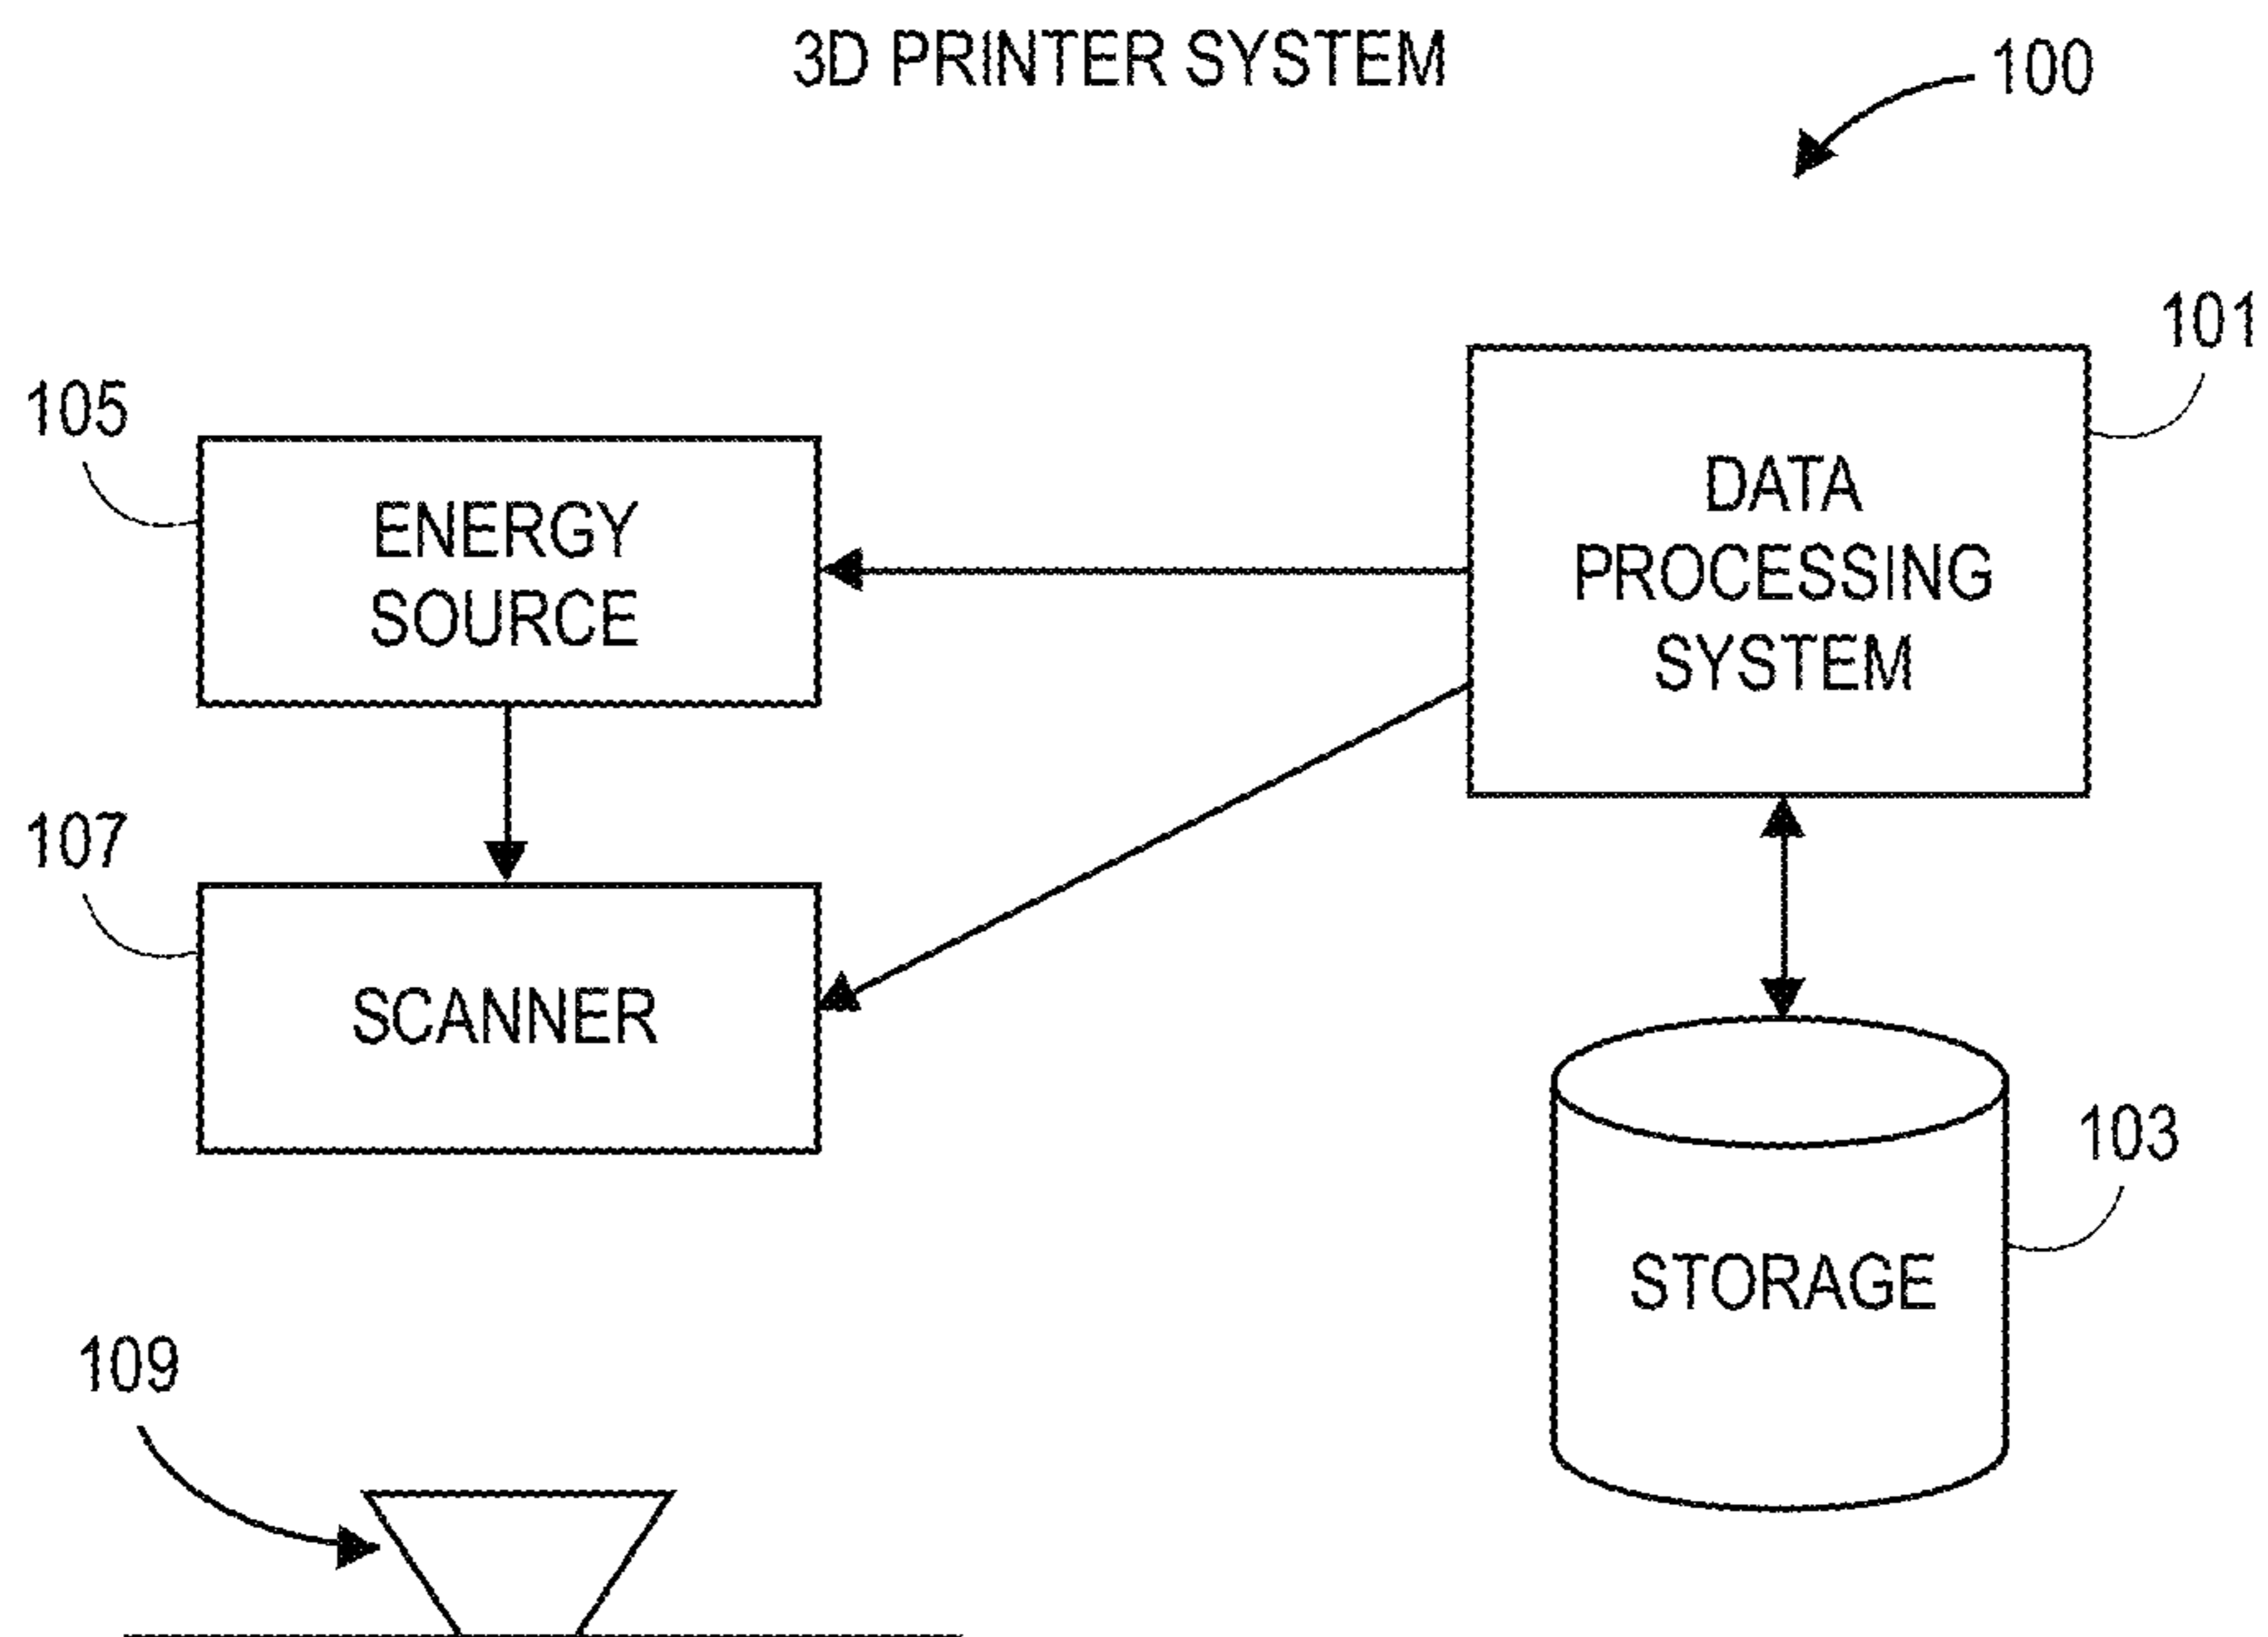 3D PRINTER SYSTEM
100
101
105
ENERGY
SOURCE
DATA
PROCESSING
SYSTEM
107
SCANNER
103
STORAGE
109